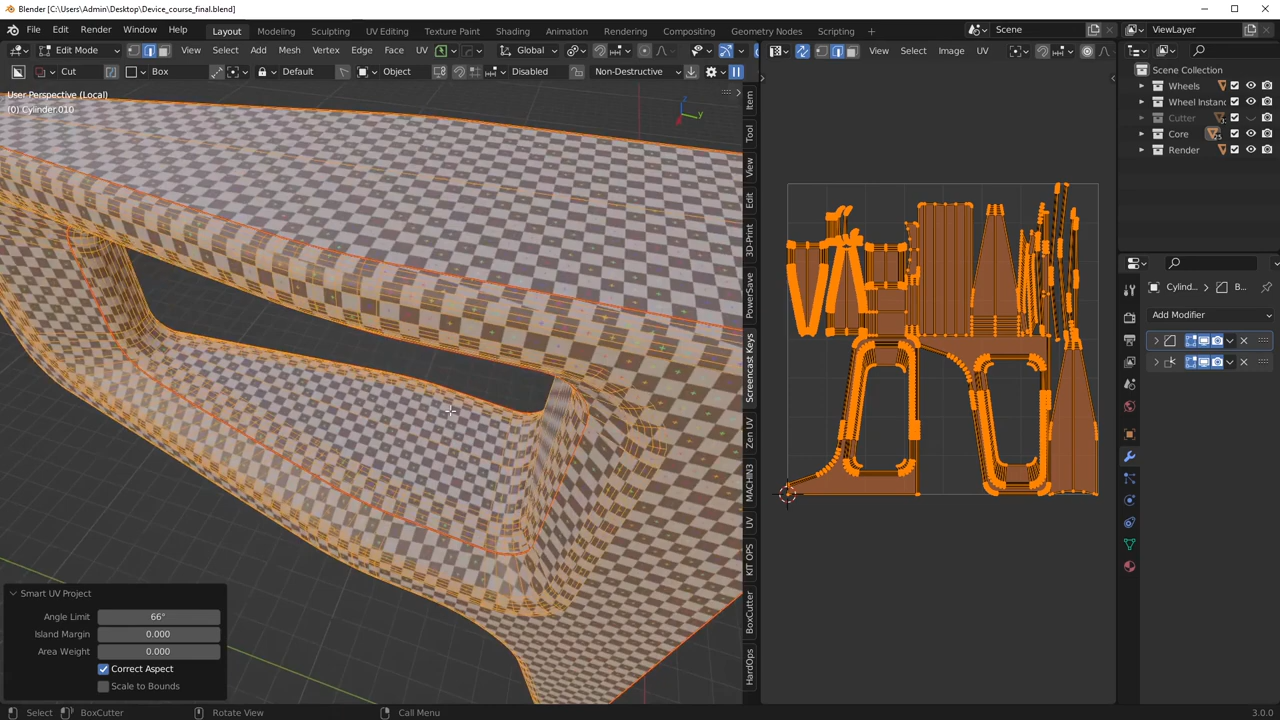 Blender [C:\Users\Admin\Desktop\Device_course_final.blend]
File Edit Render Window Help Layout Modeling Sculpting UV Editing Texture Paint Shading Animation Rendering Compositing Geometry Nodes Scripting + Scene ViewLayer
Edit Mode View Select Add Mesh Vertex Edge Face UV Global View Select Image UV
Cut Box Default Object Disabled Non-Destructive
User Perspective (Local)
(0) Cylinder.010
Item
Tool
View
Edit
3D-Print
PowerSave
Screencast Keys
Zen UV
MACHIN3
UV
KIT OPS
BoxCutter
HardOps
Scene Collection
Wheels
Wheel Instanc
Cutter
Core
Render
Cylind... B...
Add Modifier
Smart UV Project
Angle Limit 66°
Island Margin 0.000
Area Weight 0.000
Correct Aspect
Scale to Bounds
Select BoxCutter Rotate View Call Menu 3.0.0